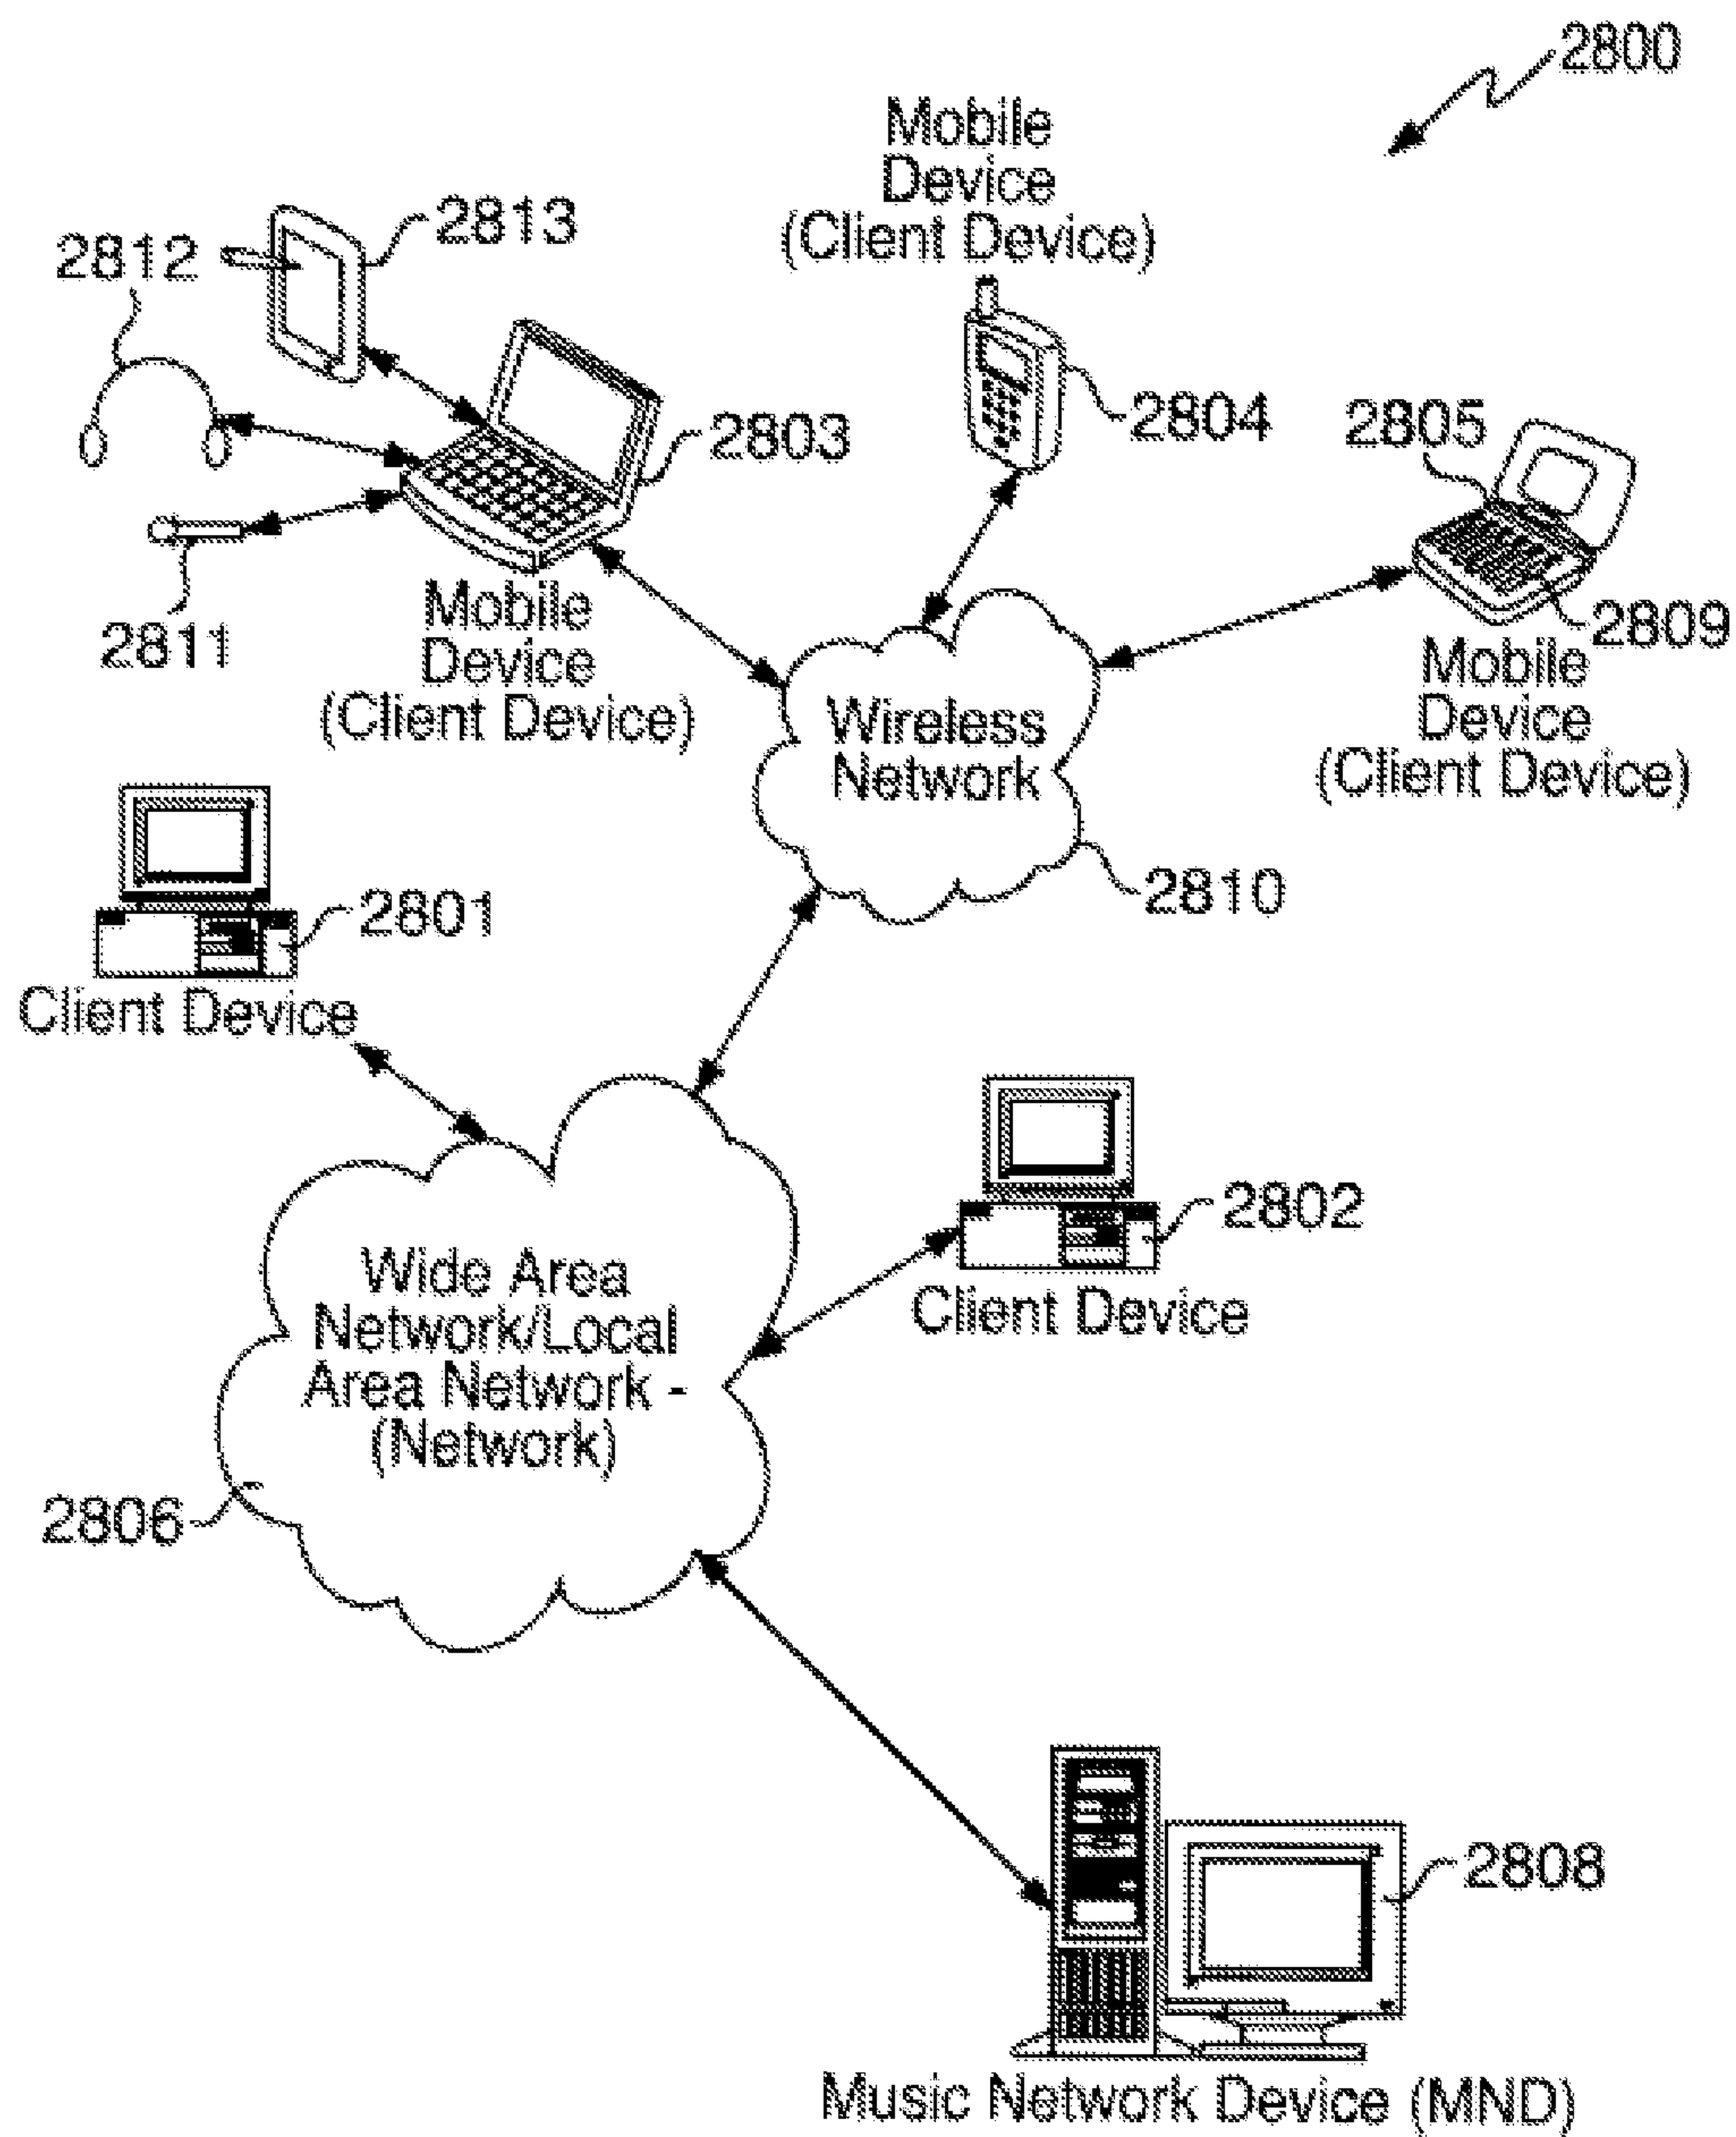 2800
Mobile
Device
(Client Device)
2813
2812
2803
2804
2805
2811
2809
Mobile
Device
(Client Device)
Mobile
Device
(Client Device)
Wireless
Network
2810
2801
Client Device
2802
Client Device
Wide Area
Network/Local
Area Network -
(Network)
2806
2808
Music Network Device (MND)